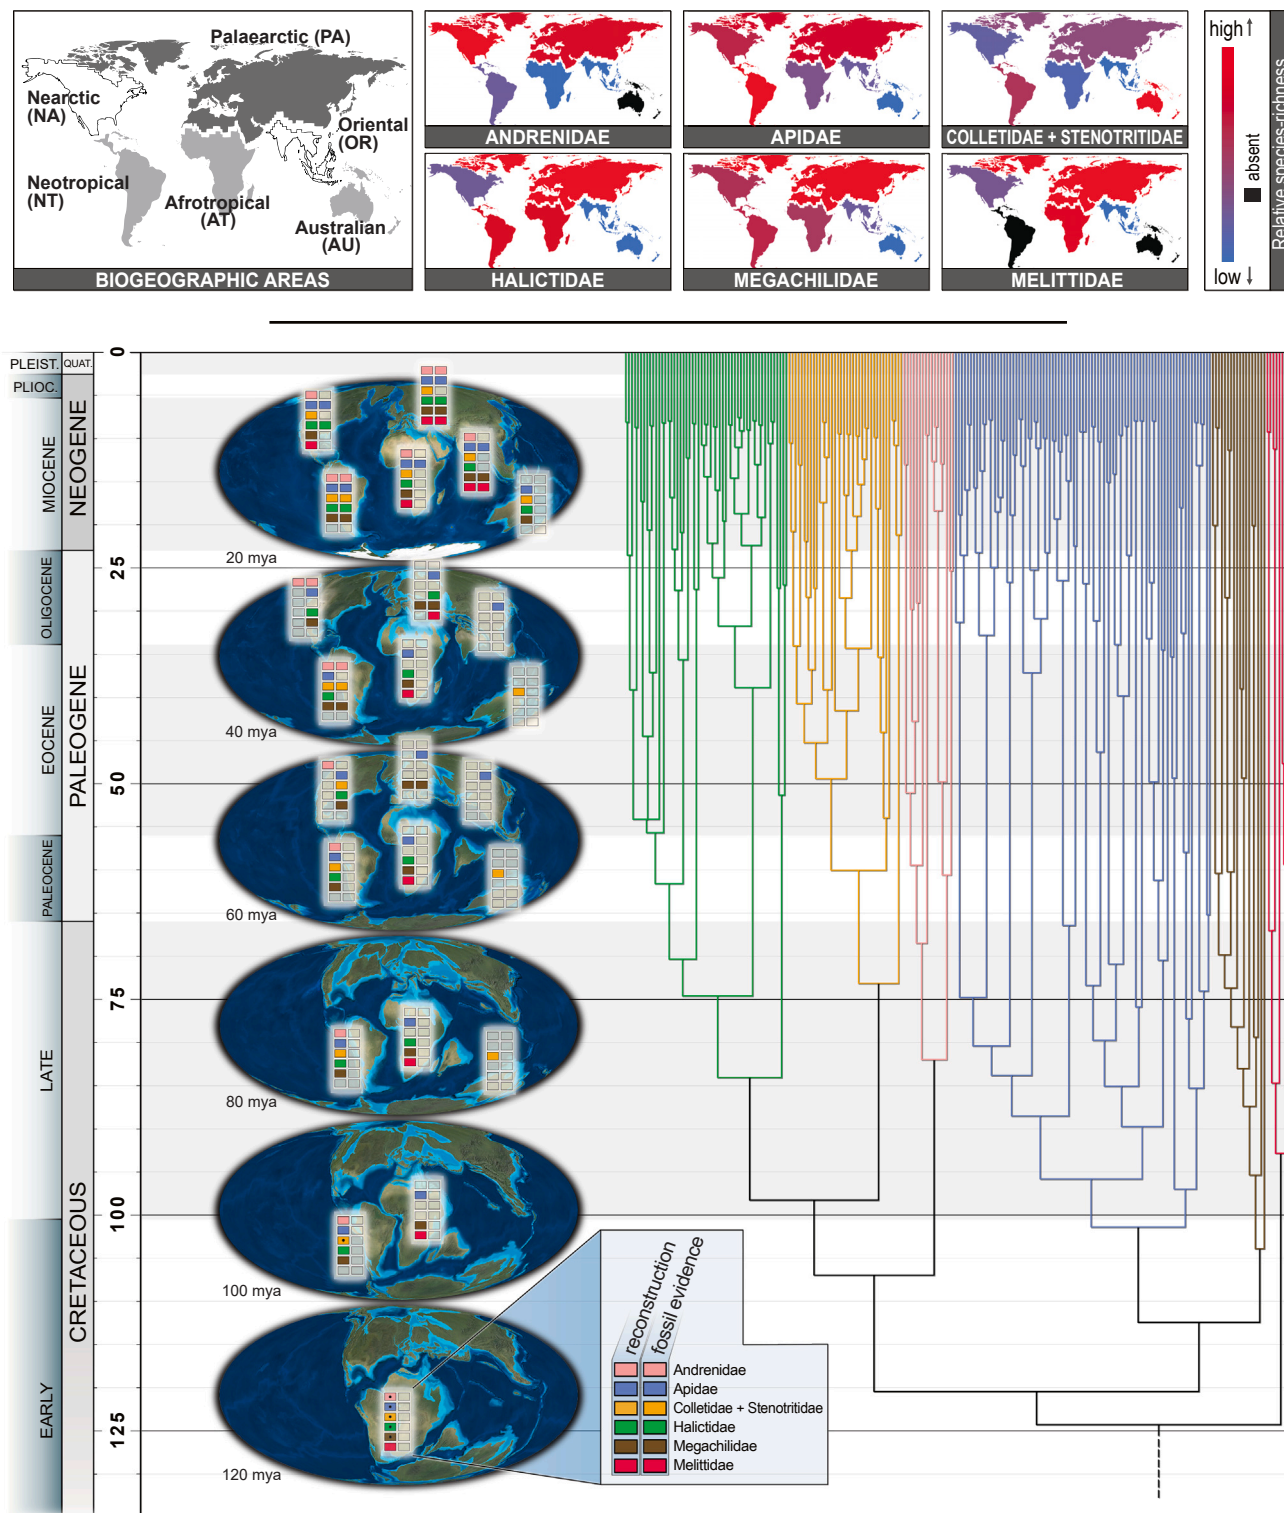 Palaearctic (PA)
Nearctic
(NA)
Oriental
(OR)
Neotropical
(NT)
Afrotropical
(AT)
Australian
(AU)
BIOGEOGRAPHIC AREAS
ANDRENIDAE
APIDAE
COLLETIDAE + STENOTRITIDAE
HALICTIDAE
MEGACHILIDAE
MELITTIDAE
high ↑
absent
low ↓
Relative species-richness
PLEIST.
QUAT.
0
PLIOC.
MIOCENE
NEOGENE
20 mya
25
OLIGOCENE
40 mya
EOCENE
PALEOGENE
50
PALEOCENE
60 mya
75
LATE
80 mya
100
CRETACEOUS
100 mya
EARLY
125
120 mya
reconstruction
fossil evidence
Andrenidae
Apidae
Colletidae + Stenotritidae
Halictidae
Megachilidae
Melittidae